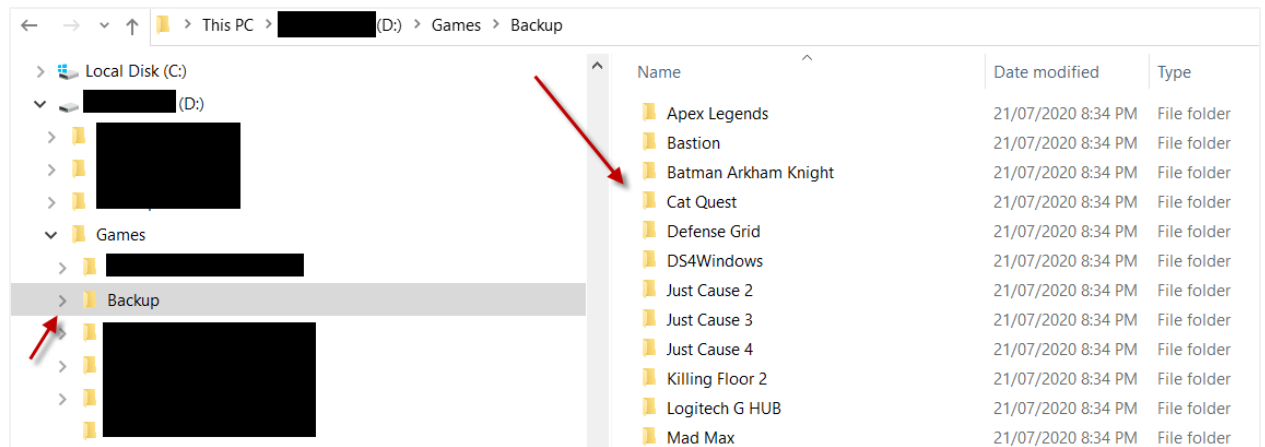 This PC > (D:) > Games > Backup
Local Disk (C:)
(D:)
Games
Backup
Name Date modified Type
Apex Legends 21/07/2020 8:34 PM File folder
Bastion 21/07/2020 8:34 PM File folder
Batman Arkham Knight 21/07/2020 8:34 PM File folder
Cat Quest 21/07/2020 8:34 PM File folder
Defense Grid 21/07/2020 8:34 PM File folder
DS4Windows 21/07/2020 8:34 PM File folder
Just Cause 2 21/07/2020 8:34 PM File folder
Just Cause 3 21/07/2020 8:34 PM File folder
Just Cause 4 21/07/2020 8:34 PM File folder
Killing Floor 2 21/07/2020 8:34 PM File folder
Logitech G HUB 21/07/2020 8:34 PM File folder
Mad Max 21/07/2020 8:34 PM File folder